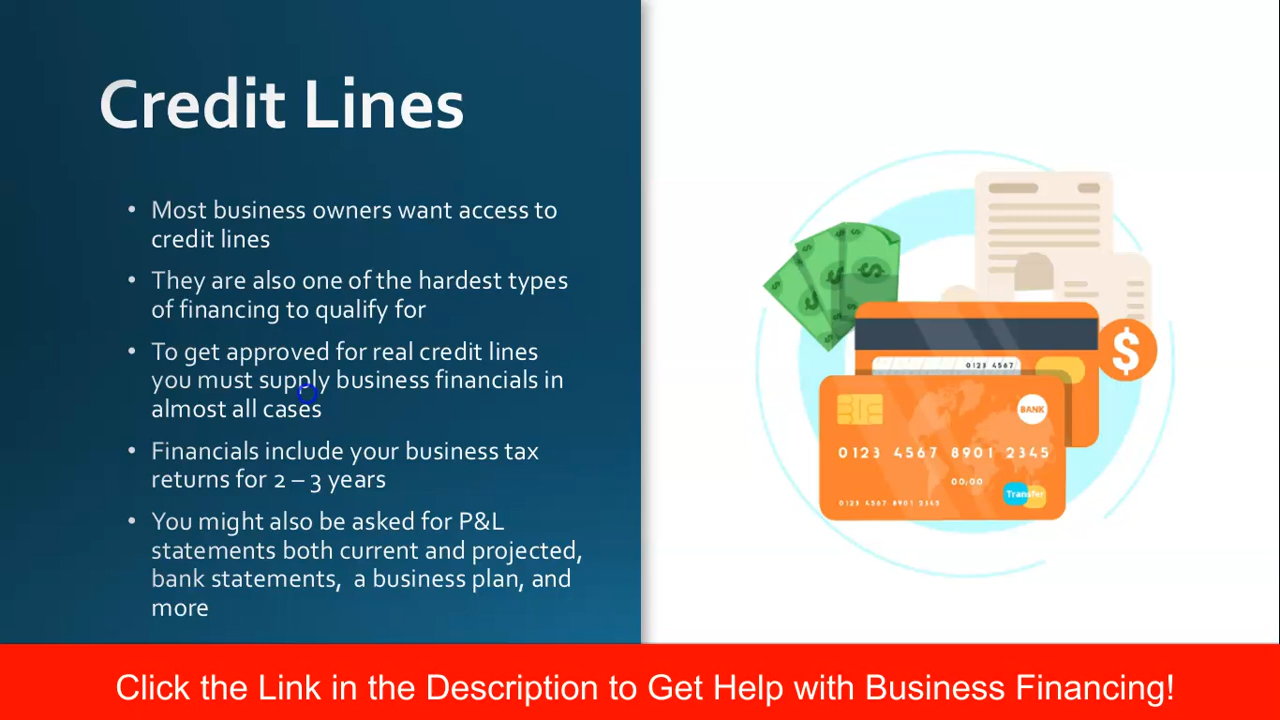 Credit Lines
• Most business owners want access to
credit lines
• They are also one of the hardest types
of financing to qualify for
• To get approved for real credit lines
you must supply business financials in
almost all cases
• Financials include your business tax
returns for 2 – 3 years
• You might also be asked for P&L
statements both current and projected,
bank statements,  a business plan, and
more
0123 4567
BANK
0123 4567 8901 2345
00/00
0123 4567 8901 2345
Transfer
Click the Link in the Description to Get Help with Business Financing!